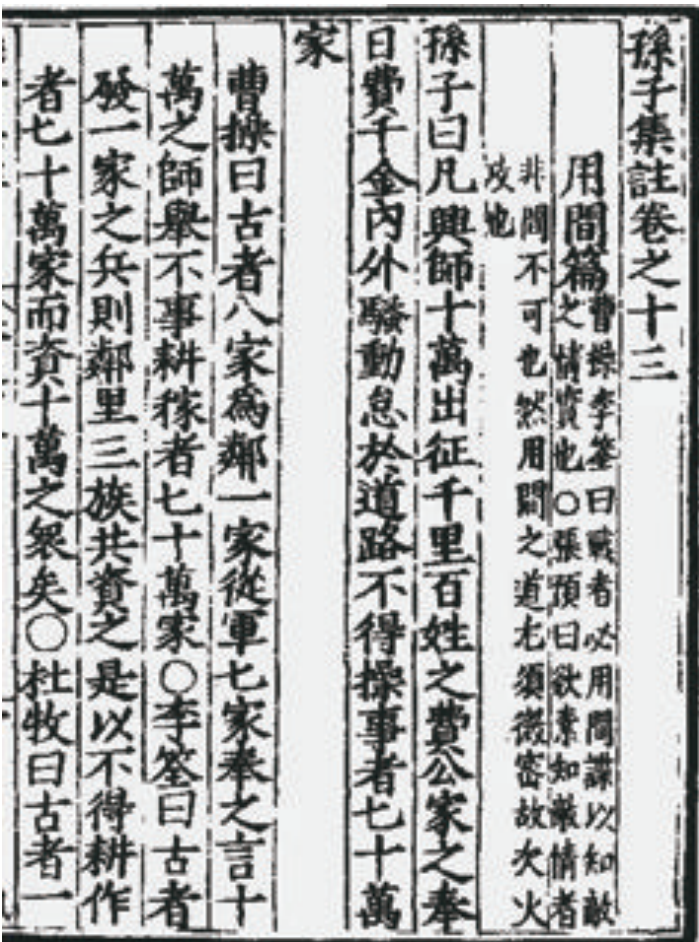 孫子集註卷之十三
用間篇
曹操李筌曰戰者必用間諜以知敵
之情實也○張預曰欲素知敵情者
非間不可也然用間之道尤須微密故次火
攻也
孫子曰凡興師十萬出征千里百姓之費公家之奉
日費千金內外騷動怠於道路不得操事者七十萬
家
曹操曰古者八家爲鄰一家從軍七家奉之言十
萬之師舉不事耕稼者七十萬家○李筌曰古者
發一家之兵則鄰里三族共資之是以不得耕作
者七十萬家而資十萬之衆矣○杜牧曰古者一